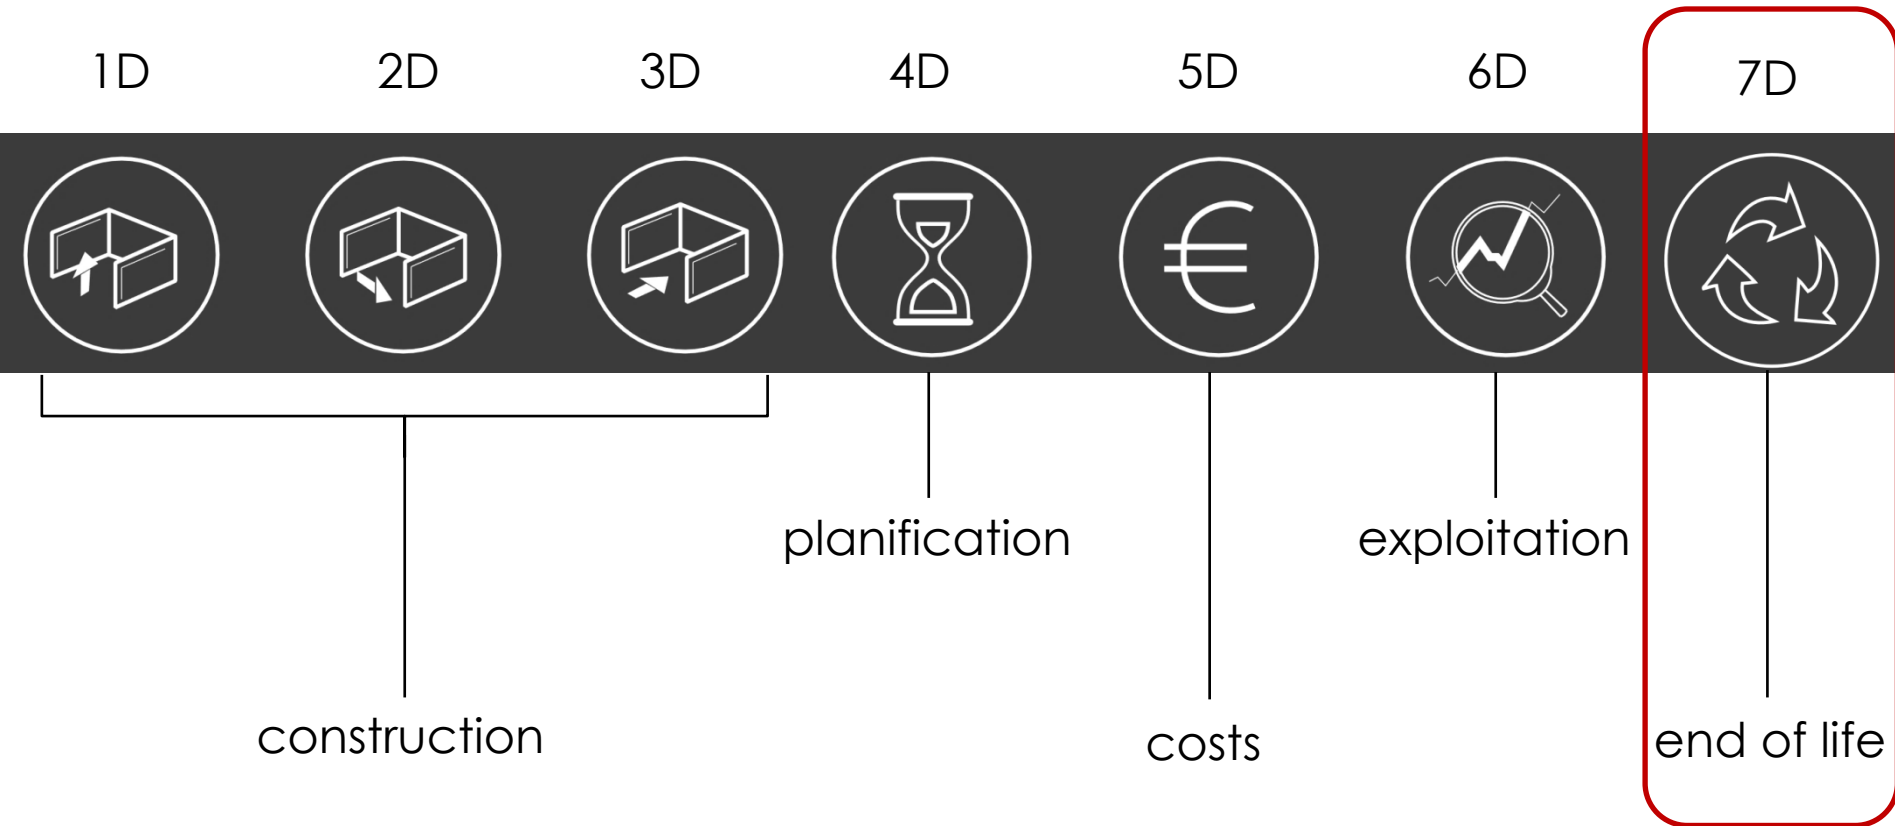 1D
2D
3D
4D
5D
6D
7D
planification
exploitation
construction
costs
end of life